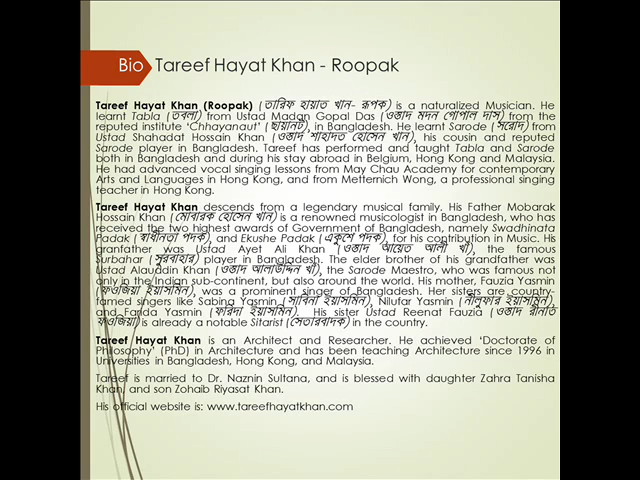 Bio Tareef Hayat Khan - Roopak
Tareef Hayat Khan (Roopak) (তারিফ হায়াত খান- রূপক) is a naturalized Musician. He
learnt Tabla (তবলা) from Ustad Madan Gopal Das (ওস্তাদ মদন গোপাল দাস) from the
reputed institute ‘Chhayanaut’ (ছায়ানট), in Bangladesh. He learnt Sarode (সরোদ) from
Ustad Shahadat Hossain Khan (ওস্তাদ শাহাদত হোসেন খান), his cousin and reputed
Sarode player in Bangladesh. Tareef has performed and taught Tabla and Sarode
both in Bangladesh and during his stay abroad in Belgium, Hong Kong and Malaysia.
He had advanced vocal singing lessons from May Chau Academy for contemporary
Arts and Languages in Hong Kong, and from Metternich Wong, a professional singing
teacher in Hong Kong.
Tareef Hayat Khan descends from a legendary musical family. His Father Mobarak
Hossain Khan (মোবারক হোসেন খান) is a renowned musicologist in Bangladesh, who has
received the two highest awards of Government of Bangladesh, namely Swadhinata
Padak (স্বাধীনতা পদক), and Ekushe Padak (একুশে পদক), for his contribution in Music. His
granfather was Ustad Ayet Ali Khan (ওস্তাদ আয়েত আলী খাঁ), the famous
Surbahar (সুরবাহার) player in Bangladesh. The elder brother of his grandfather was
Ustad Alauddin Khan (ওস্তাদ আলাউদ্দিন খাঁ), the Sarode Maestro, who was famous not
only in the Indian sub-continent, but also around the world. His mother, Fauzia Yasmin
(ফওজিয়া ইয়াসমিন), was a prominent singer of Bangladesh. Her sisters are country-
famed singers like Sabina Yasmin (সাবিনা ইয়াসমিন), Nilufar Yasmin (নীলুফার ইয়াসমিন),
and Farida Yasmin (ফরিদা ইয়াসমিন). His sister Ustad Reenat Fauzia (ওস্তাদ রীনাত
ফওজিয়া) is already a notable Sitarist (সেতারবাদক) in the country.
Tareef Hayat Khan is an Architect and Researcher. He achieved ‘Doctorate of
Philosophy’ (PhD) in Architecture and has been teaching Architecture since 1996 in
Universities in Bangladesh, Hong Kong, and Malaysia.
Tareef is married to Dr. Naznin Sultana, and is blessed with daughter Zahra Tanisha
Khan, and son Zohaib Riyasat Khan.
His official website is: www.tareefhayatkhan.com